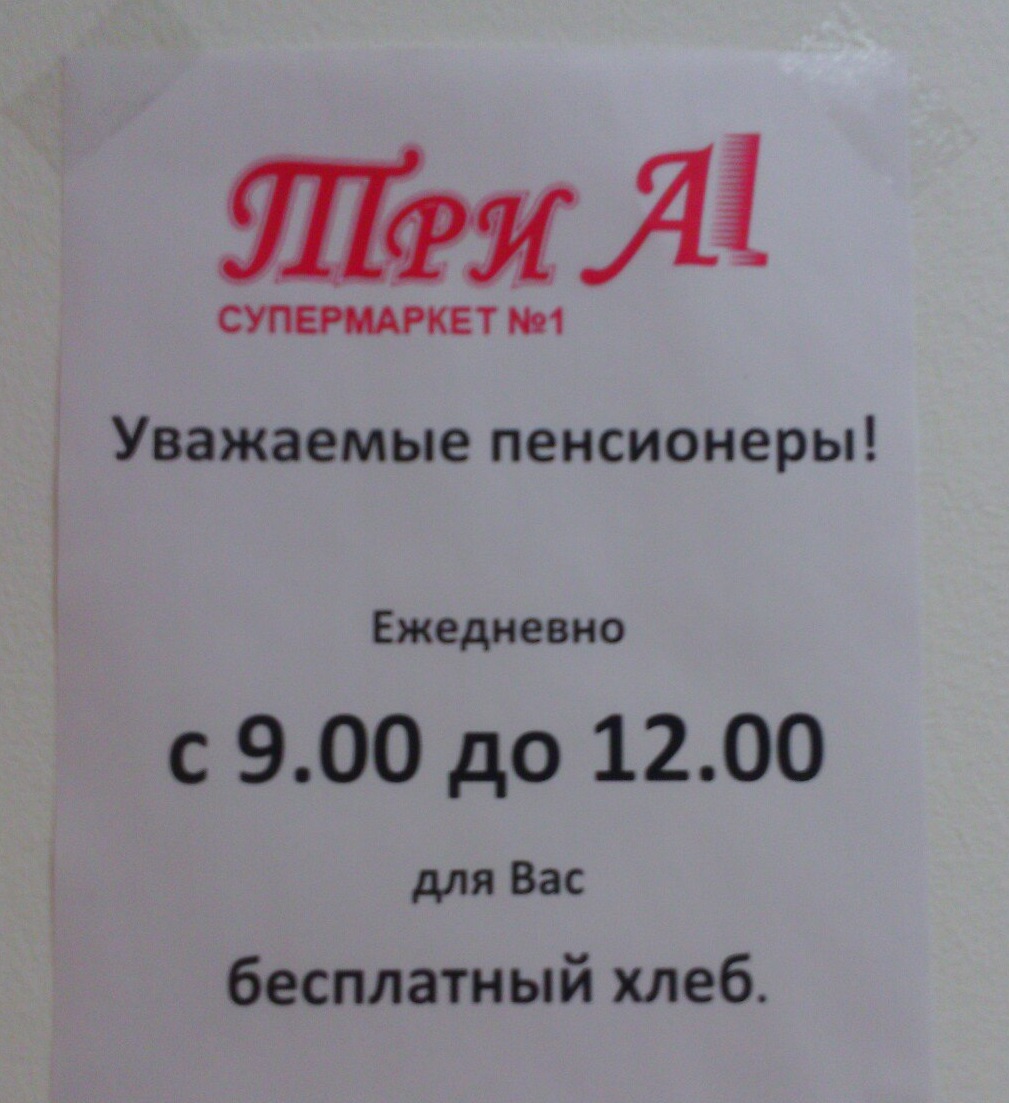 Три А
СУПЕРМАРКЕТ №1
Уважаемые пенсионеры!
Ежедневно
с 9.00 до 12.00
для Вас
бесплатный хлеб.